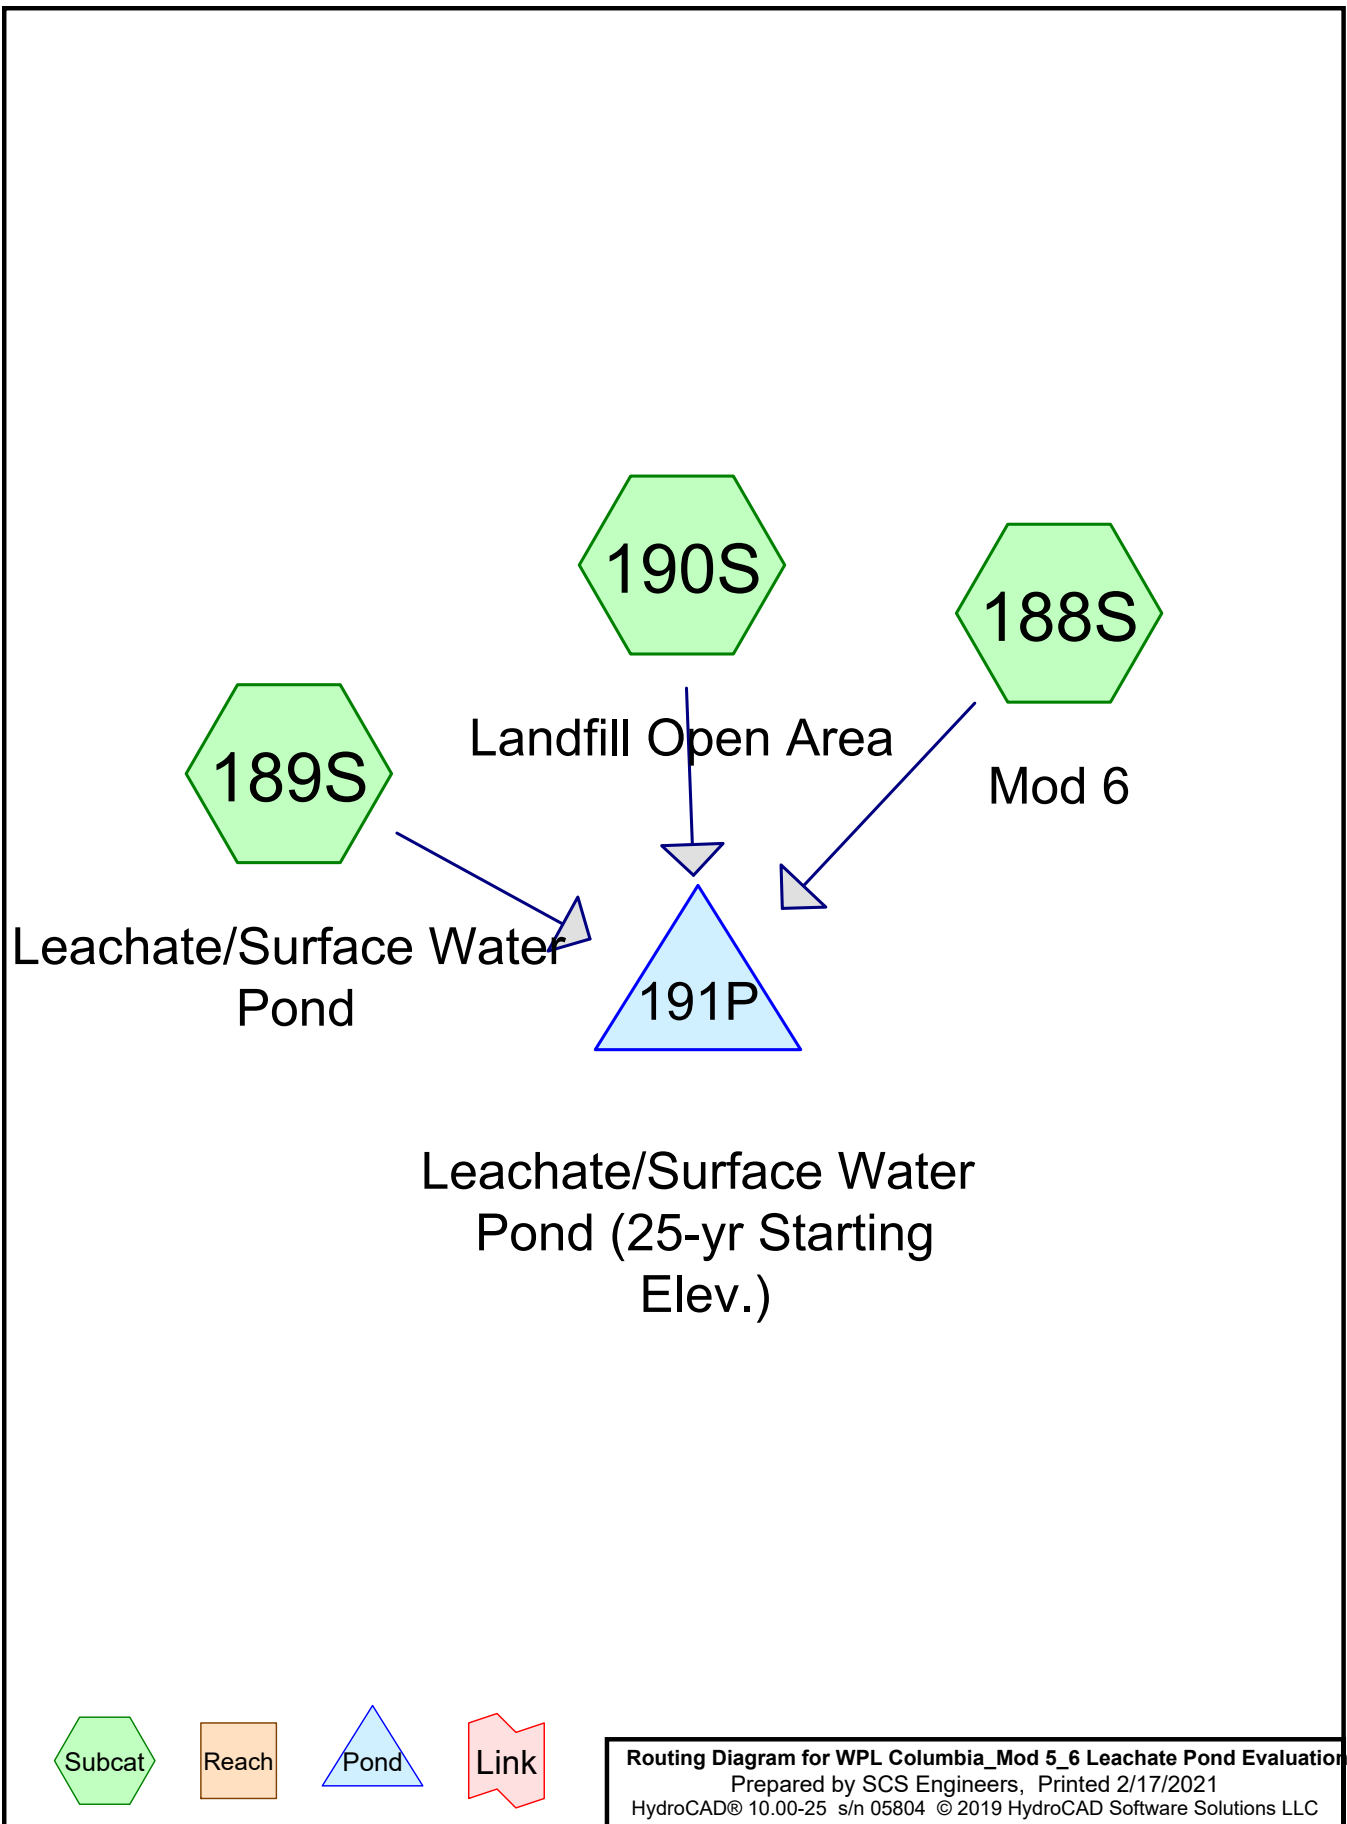 190S
Landfill Open Area
188S
Mod 6
189S
Leachate/Surface Water
Pond
191P
Leachate/Surface Water
Pond (25-yr Starting
Elev.)
Subcat
Reach
Pond
Link
Routing Diagram for WPL Columbia_Mod 5_6 Leachate Pond Evaluation
Prepared by SCS Engineers, Printed 2/17/2021
HydroCAD® 10.00-25 s/n 05804 © 2019 HydroCAD Software Solutions LLC